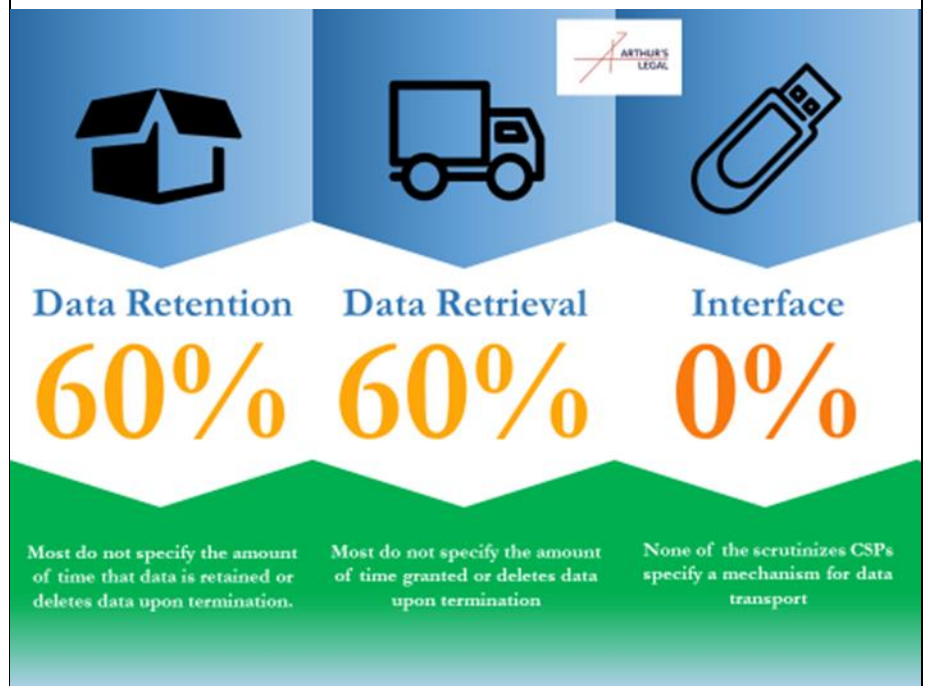 ARTHUR'S
LEGAL
Data Retention
60%
Most do not specify the amount
of time that data is retained or
deletes data upon termination.
Data Retrieval
60%
Most do not specify the amount
of time granted or deletes data
upon termination
Interface
0%
None of the scrutinizes CSPs
specify a mechanism for data
transport